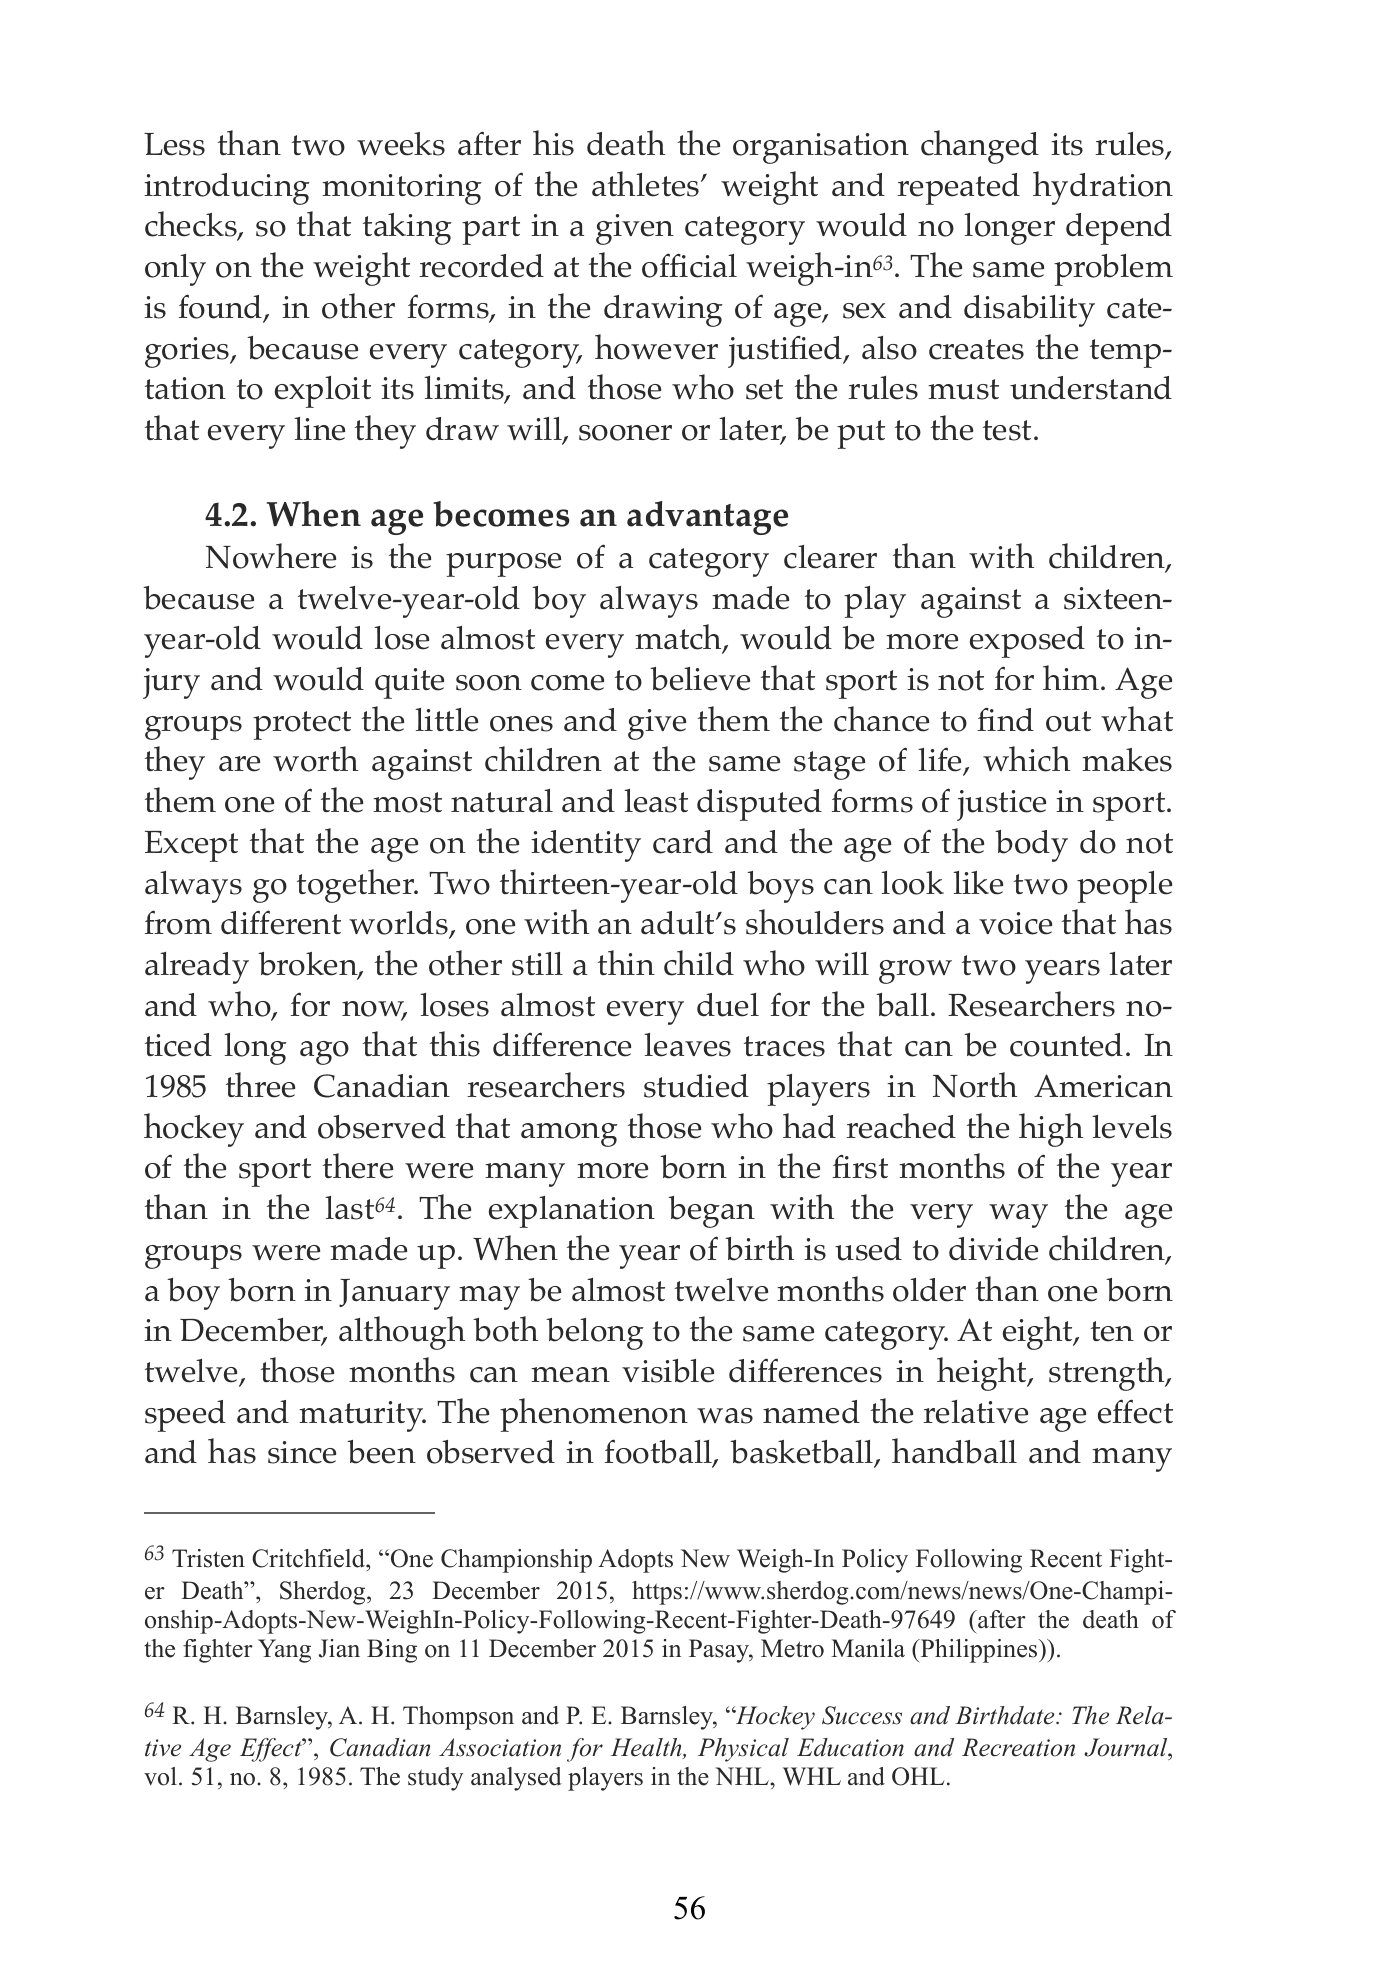 Less than two weeks after his death the organisation changed its rules,
introducing monitoring of the athletes’ weight and repeated hydration
checks, so that taking part in a given category would no longer depend
only on the weight recorded at the official weigh-in63. The same problem
is found, in other forms, in the drawing of age, sex and disability cate-
gories, because every category, however justified, also creates the temp-
tation to exploit its limits, and those who set the rules must understand
that every line they draw will, sooner or later, be put to the test.
4.2. When age becomes an advantage
Nowhere is the purpose of a category clearer than with children,
because a twelve-year-old boy always made to play against a sixteen-
year-old would lose almost every match, would be more exposed to in-
jury and would quite soon come to believe that sport is not for him. Age
groups protect the little ones and give them the chance to find out what
they are worth against children at the same stage of life, which makes
them one of the most natural and least disputed forms of justice in sport.
Except that the age on the identity card and the age of the body do not
always go together. Two thirteen-year-old boys can look like two people
from different worlds, one with an adult’s shoulders and a voice that has
already broken, the other still a thin child who will grow two years later
and who, for now, loses almost every duel for the ball. Researchers no-
ticed long ago that this difference leaves traces that can be counted. In
1985 three Canadian researchers studied players in North American
hockey and observed that among those who had reached the high levels
of the sport there were many more born in the first months of the year
than in the last64. The explanation began with the very way the age
groups were made up. When the year of birth is used to divide children,
a boy born in January may be almost twelve months older than one born
in December, although both belong to the same category. At eight, ten or
twelve, those months can mean visible differences in height, strength,
speed and maturity. The phenomenon was named the relative age effect
and has since been observed in football, basketball, handball and many
63 Tristen Critchfield, “One Championship Adopts New Weigh-In Policy Following Recent Fight-
er Death”, Sherdog, 23 December 2015, https://www.sherdog.com/news/news/One-Champi-
onship-Adopts-New-WeighIn-Policy-Following-Recent-Fighter-Death-97649 (after the death of
the fighter Yang Jian Bing on 11 December 2015 in Pasay, Metro Manila (Philippines)).
64 R. H. Barnsley, A. H. Thompson and P. E. Barnsley, “Hockey Success and Birthdate: The Rela-
tive Age Effect”, Canadian Association for Health, Physical Education and Recreation Journal,
vol. 51, no. 8, 1985. The study analysed players in the NHL, WHL and OHL.
56